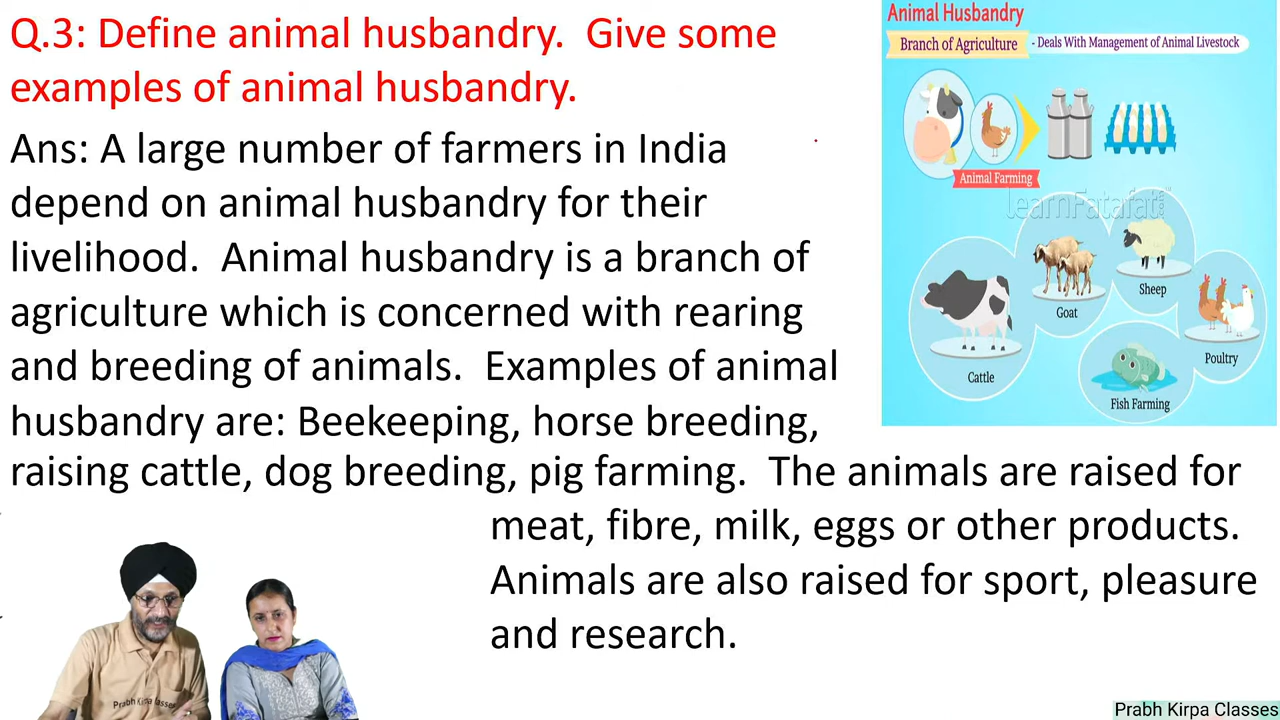 Q.3: Define animal husbandry. Give some
examples of animal husbandry.
Ans: A large number of farmers in India
depend on animal husbandry for their
livelihood. Animal husbandry is a branch of
agriculture which is concerned with rearing
and breeding of animals. Examples of animal
husbandry are: Beekeeping, horse breeding,
raising cattle, dog breeding, pig farming. The animals are raised for
meat, fibre, milk, eggs or other products.
Animals are also raised for sport, pleasure
and research.
Animal Husbandry
Branch of Agriculture - Deals With Management of Animal Livestock
Animal Farming
learnFatafat
Sheep
Goat
Poultry
Cattle
Fish Farming
Prabh Kirpa Classes
Prabh Kirpa Classes